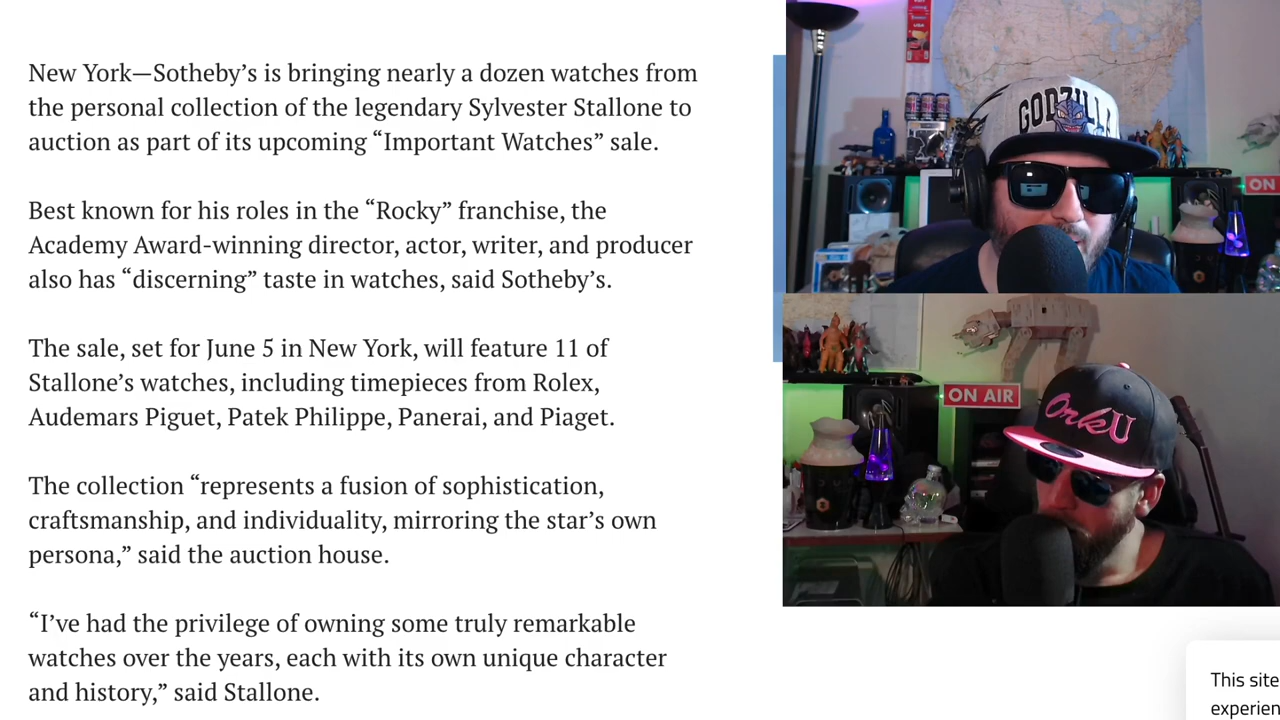 New York—Sotheby’s is bringing nearly a dozen watches from
the personal collection of the legendary Sylvester Stallone to
auction as part of its upcoming “Important Watches” sale.
Best known for his roles in the “Rocky” franchise, the
Academy Award-winning director, actor, writer, and producer
also has “discerning” taste in watches, said Sotheby’s.
The sale, set for June 5 in New York, will feature 11 of
Stallone’s watches, including timepieces from Rolex,
Audemars Piguet, Patek Philippe, Panerai, and Piaget.
The collection “represents a fusion of sophistication,
craftsmanship, and individuality, mirroring the star’s own
persona,” said the auction house.
“I’ve had the privilege of owning some truly remarkable
watches over the years, each with its own unique character
and history,” said Stallone.
GODZILLA
ON
ON AIR
OrkU
This site
experien